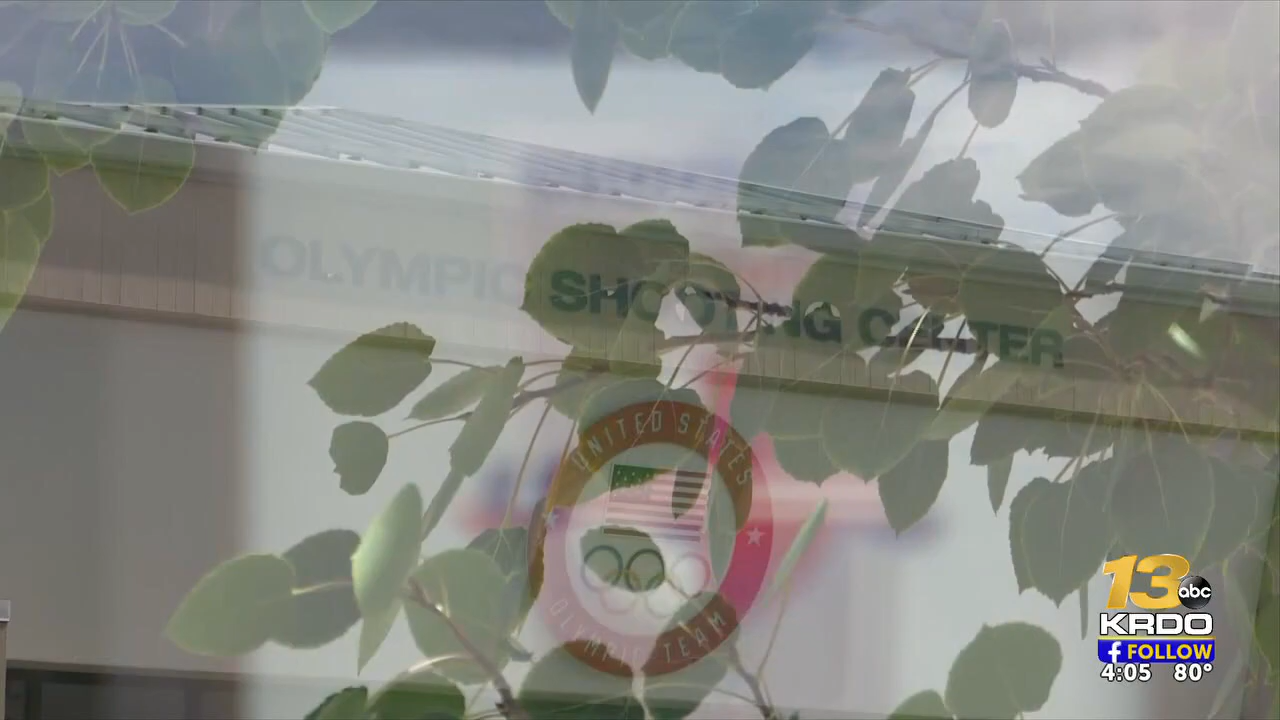 OLYMPIC SHOOTING CENTER
UNITED STATES
OLYMPIC TEAM
13 abc
KRDO
f FOLLOW
4:05 80°